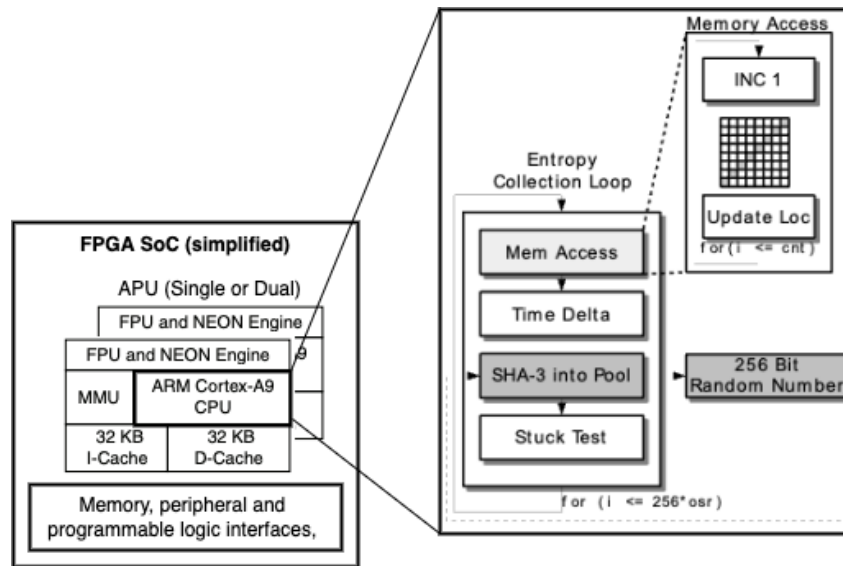 FPGA SoC (simplified)
APU (Single or Dual)
FPU and NEON Engine
FPU and NEON Engine
9
MMU
ARM Cortex-A9
CPU
32 KB
I-Cache
32 KB
D-Cache
Memory, peripheral and
programmable logic interfaces,
Entropy
Collection Loop
Mem Access
Time Delta
SHA-3 into Pool
Stuck Test
for (i <= 256*osr)
Memory Access
INC 1
Update Loc
for(i <= cnt)
256 Bit
Random Number